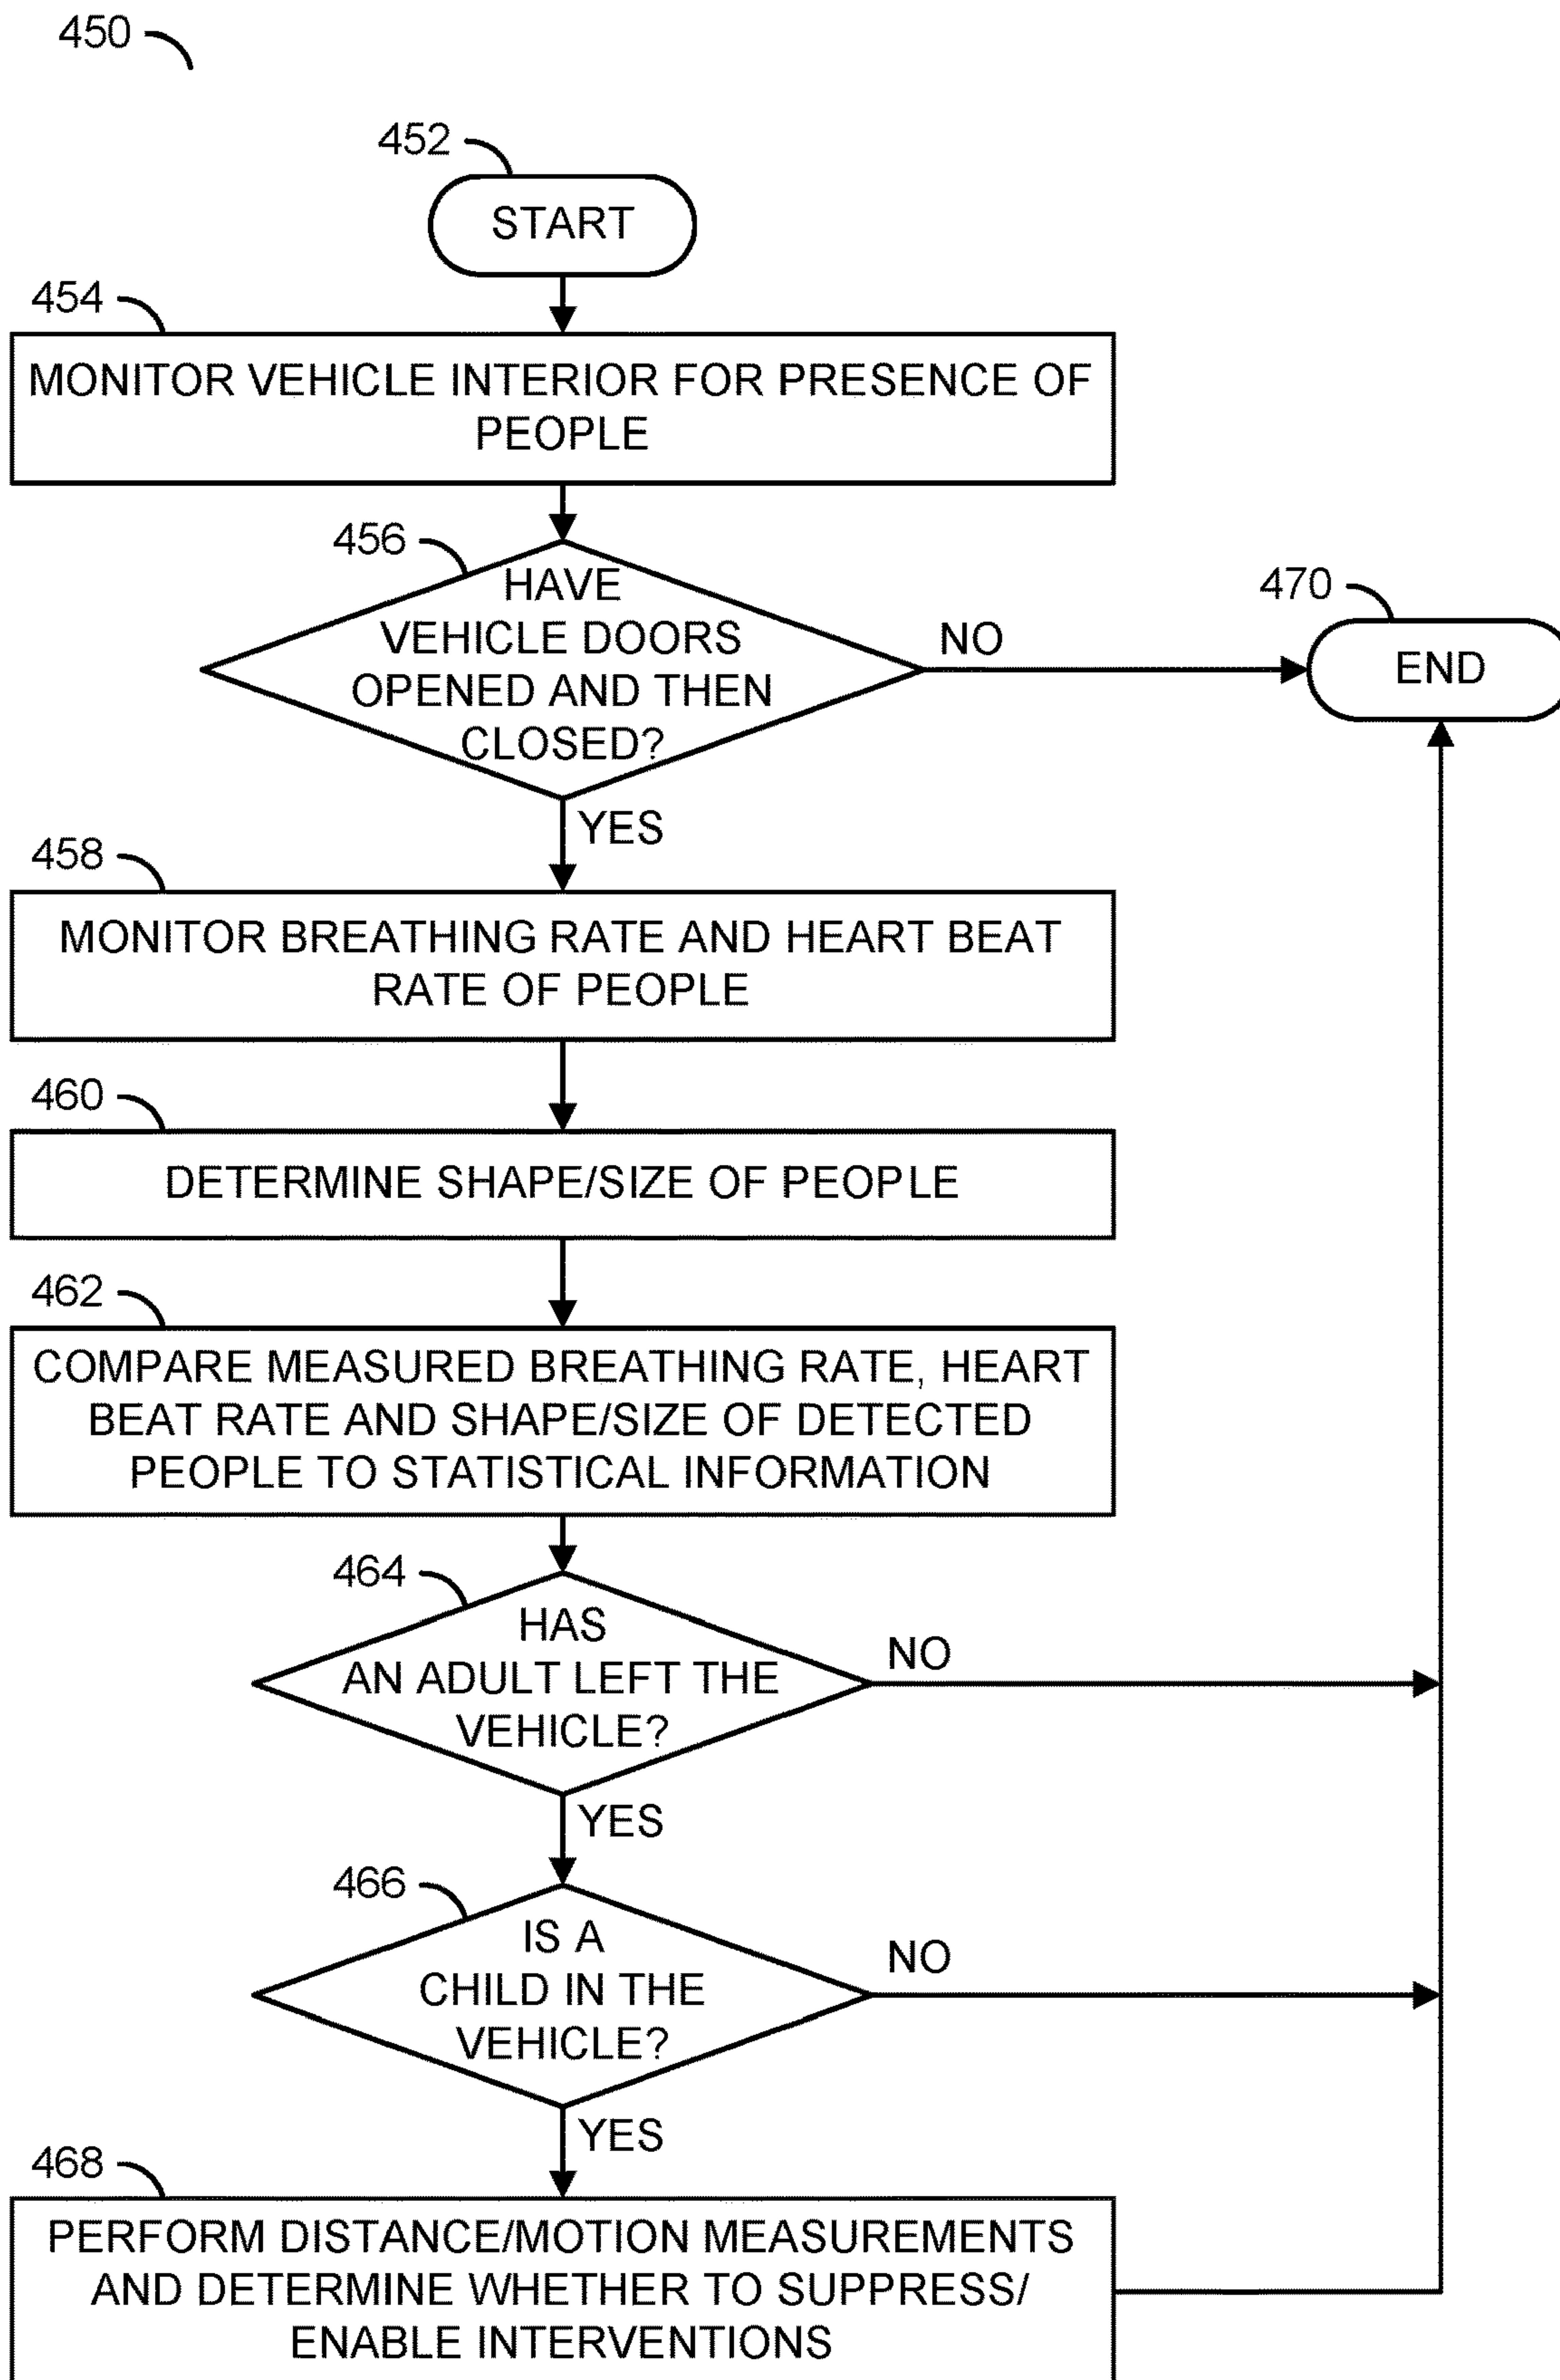 450
452
START
454
MONITOR VEHICLE INTERIOR FOR PRESENCE OF
PEOPLE
456
HAVE
VEHICLE DOORS
OPENED AND THEN
CLOSED?
NO
470
END
YES
458
MONITOR BREATHING RATE AND HEART BEAT
RATE OF PEOPLE
460
DETERMINE SHAPE/SIZE OF PEOPLE
462
COMPARE MEASURED BREATHING RATE, HEART
BEAT RATE AND SHAPE/SIZE OF DETECTED
PEOPLE TO STATISTICAL INFORMATION
464
HAS
AN ADULT LEFT THE
VEHICLE?
NO
YES
466
IS A
CHILD IN THE
VEHICLE?
NO
YES
468
PERFORM DISTANCE/MOTION MEASUREMENTS
AND DETERMINE WHETHER TO SUPPRESS/
ENABLE INTERVENTIONS